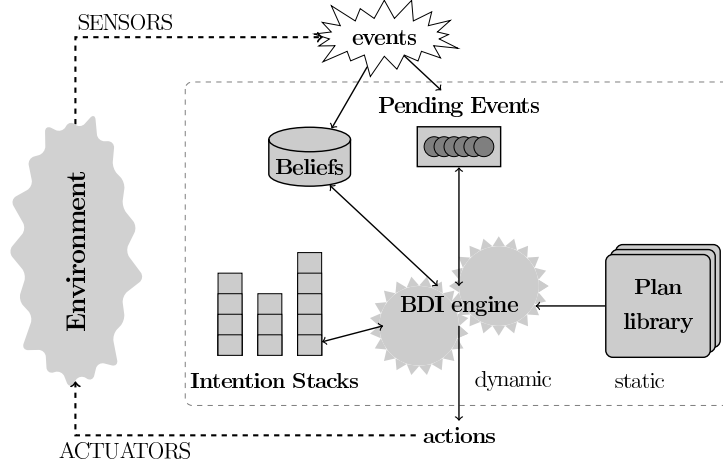 SENSORS
events
Pending Events
Beliefs
Environment
BDI engine
Plan
library
Intention Stacks
dynamic
static
actions
ACTUATORS